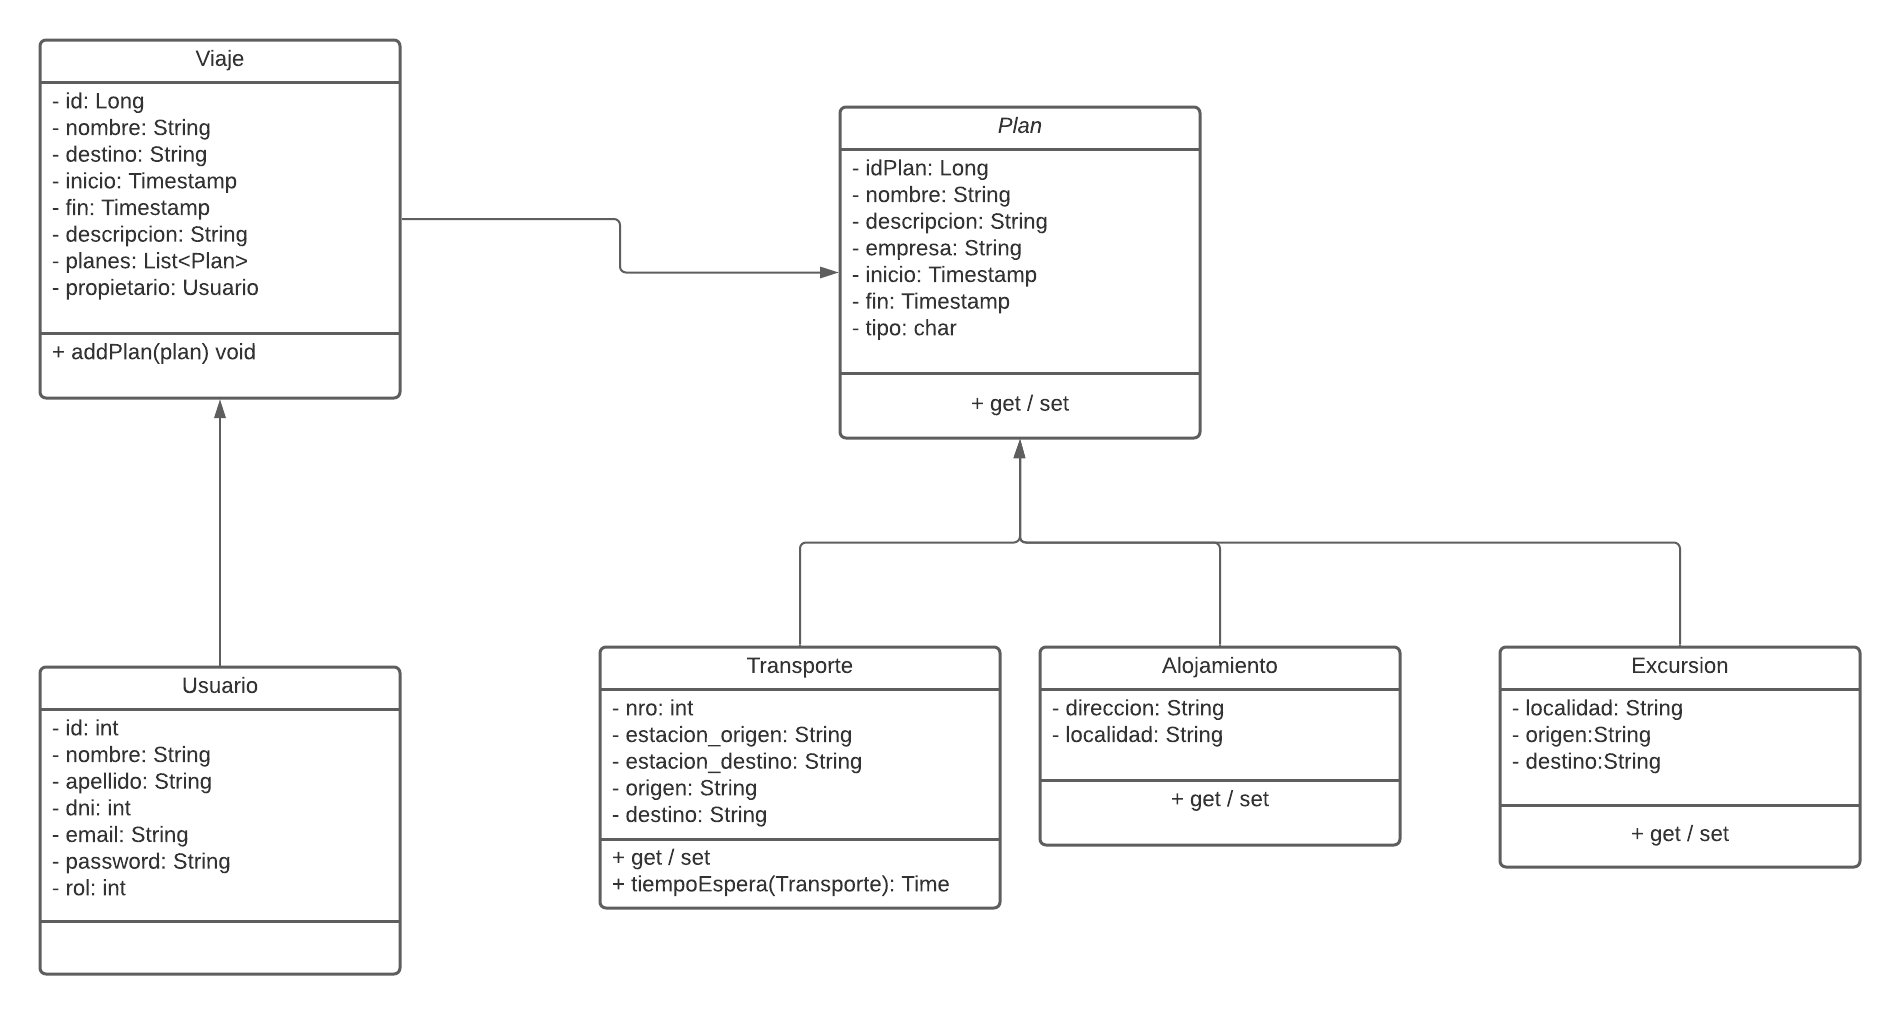 Viaje
- id: Long
- nombre: String
- destino: String
- inicio: Timestamp
- fin: Timestamp
- descripcion: String
- planes: List<Plan>
- propietario: Usuario
+ addPlan(plan) void
Plan
- idPlan: Long
- nombre: String
- descripcion: String
- empresa: String
- inicio: Timestamp
- fin: Timestamp
- tipo: char
+ get / set
Usuario
- id: int
- nombre: String
- apellido: String
- dni: int
- email: String
- password: String
- rol: int
Transporte
- nro: int
- estacion_origen: String
- estacion_destino: String
- origen: String
- destino: String
+ get / set
+ tiempoEspera(Transporte): Time
Alojamiento
- direccion: String
- localidad: String
+ get / set
Excursion
- localidad: String
- origen:String
- destino:String
+ get / set